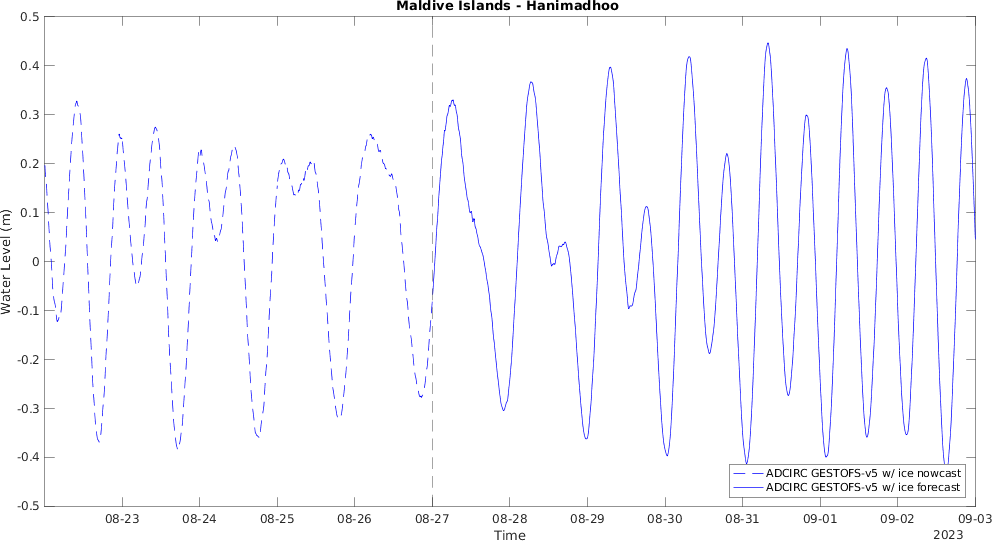 Maldive Islands - Hanimadhoo
Water Level (m)
0.5
0.4
0.3
0.2
0.1
0
-0.1
-0.2
-0.3
-0.4
-0.5
ADCIRC GESTOFS-v5 w/ ice nowcast
ADCIRC GESTOFS-v5 w/ ice forecast
08-23 08-24 08-25 08-26 08-27 08-28 08-29 08-30 08-31 09-01 09-02 09-03
Time
2023